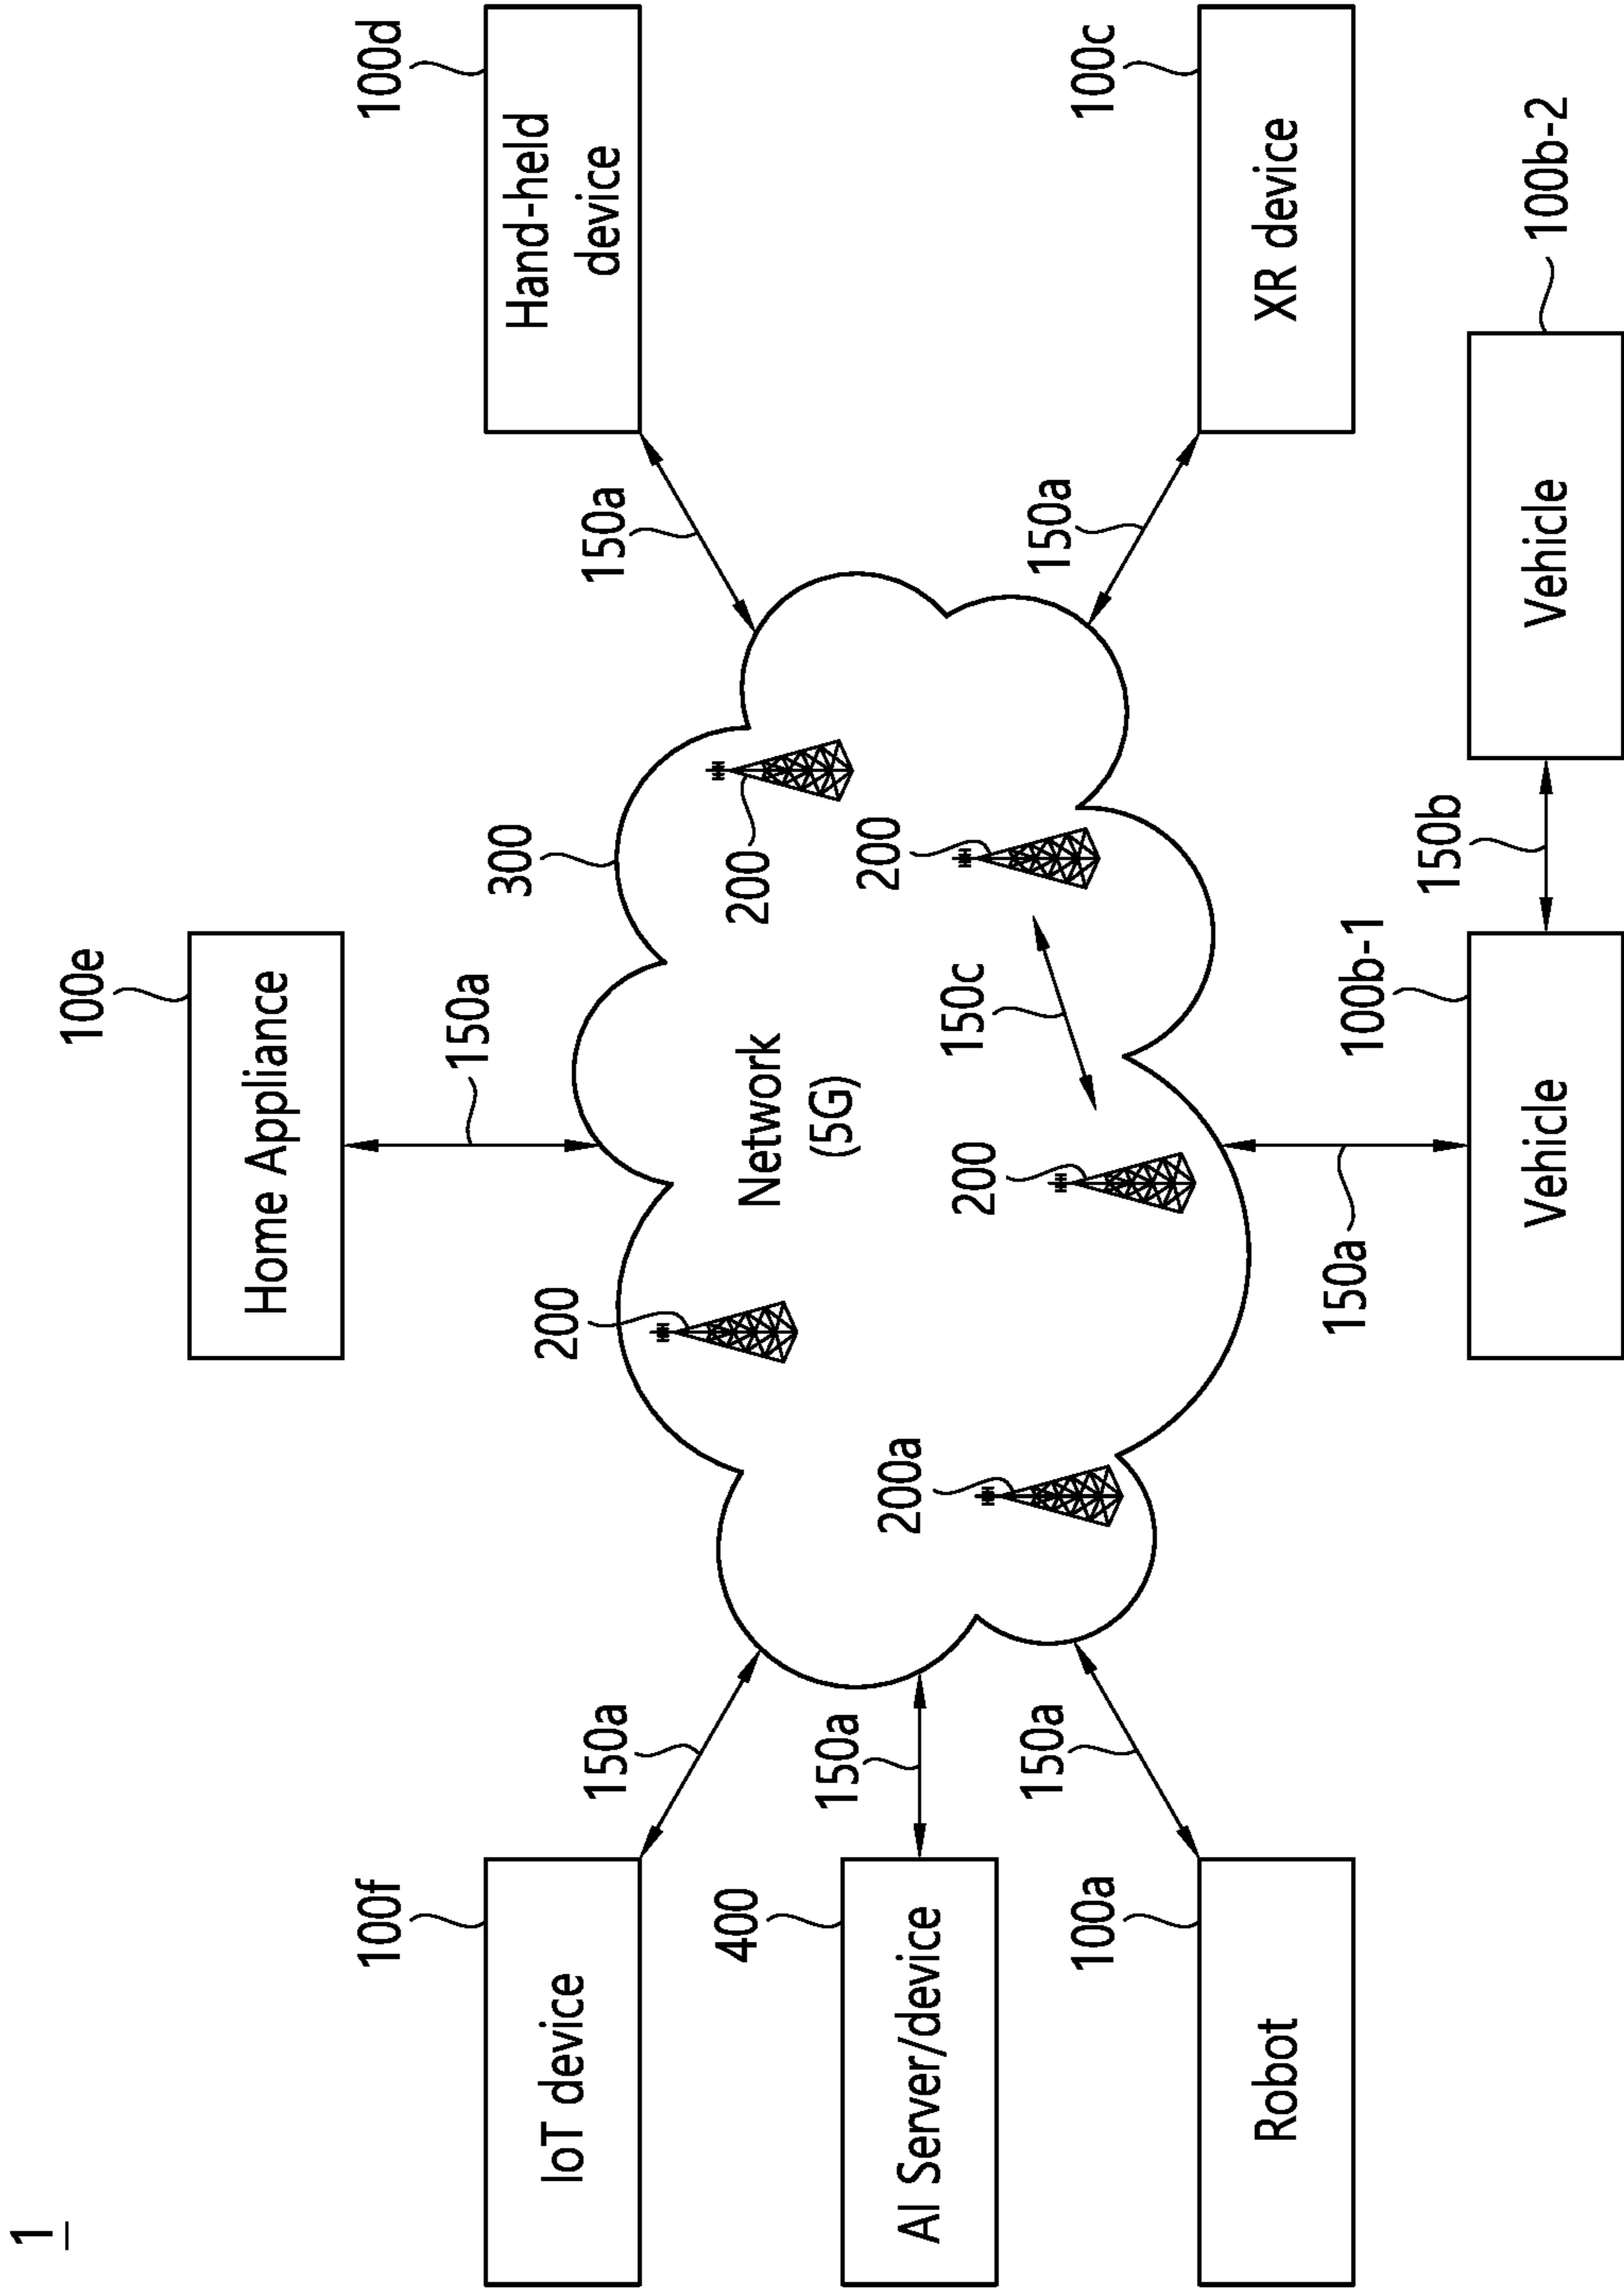 1
100e
Home Appliance
150a
100f
IoT device
150a
300
100d
Hand-held
device
150a
200
Network
(5G)
200
400
AI Server/device
150a
200a
200
150c
200
100a
Robot
150a
100c
XR device
150a
150a
100b-1
Vehicle
150b
Vehicle
100b-2